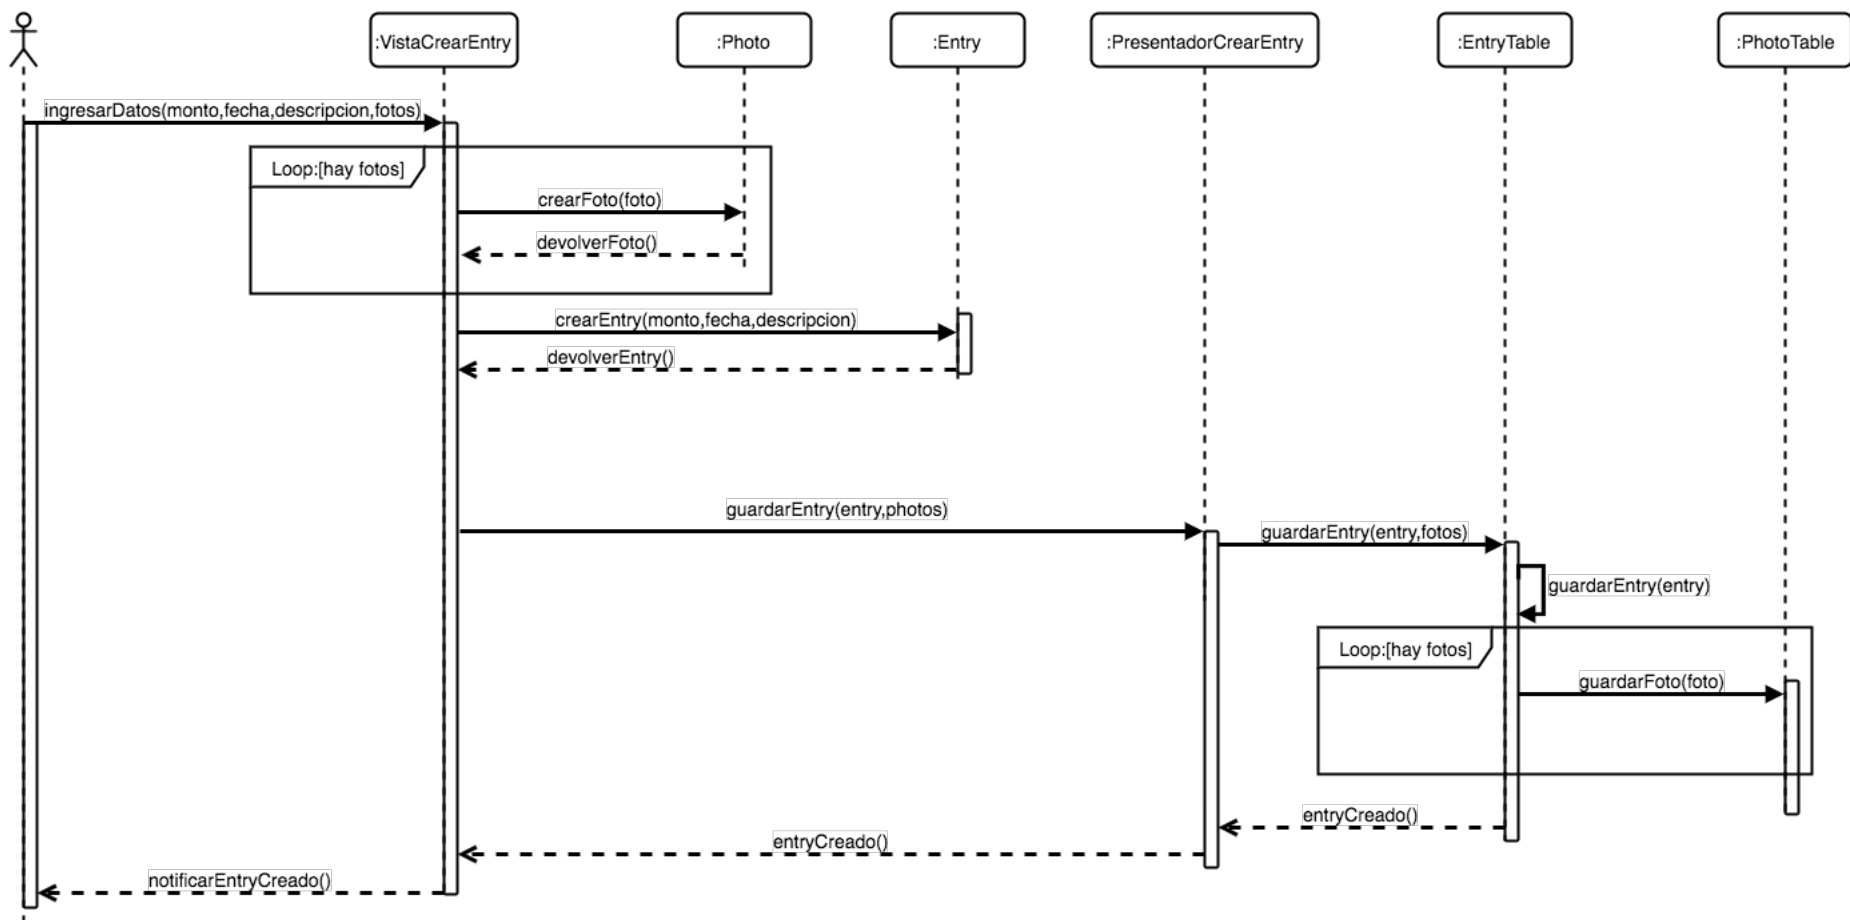 :VistaCrearEntry
:Photo
:Entry
:PresentadorCrearEntry
:EntryTable
:PhotoTable
ingresarDatos(monto,fecha,descripcion,fotos)
Loop:[hay fotos]
crearFoto(foto)
devolverFoto()
crearEntry(monto,fecha,descripcion)
devolverEntry()
guardarEntry(entry,photos)
guardarEntry(entry,fotos)
guardarEntry(entry)
Loop:[hay fotos]
guardarFoto(foto)
entryCreado()
entryCreado()
notificarEntryCreado()